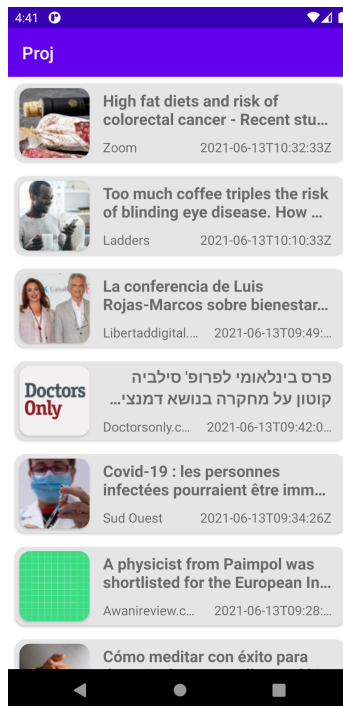 4:41
Proj
High fat diets and risk of
colorectal cancer - Recent stu...
Zoom 2021-06-13T10:32:33Z
Too much coffee triples the risk
of blinding eye disease. How ...
Ladders 2021-06-13T10:10:33Z
La conferencia de Luis
Rojas-Marcos sobre bienestar...
Libertaddigital.... 2021-06-13T09:49:...
Doctors
Only
פרס בינלאומי לפרופ' סילביה
קוטון על מחקרה בנושא דמנצי...
Doctorsonly.c... 2021-06-13T09:42:0...
Covid-19 : les personnes
infectées pourraient être imm...
Sud Ouest 2021-06-13T09:34:26Z
A physicist from Paimpol was
shortlisted for the European In...
Awanireview.c... 2021-06-13T09:28:...
Cómo meditar con éxito para